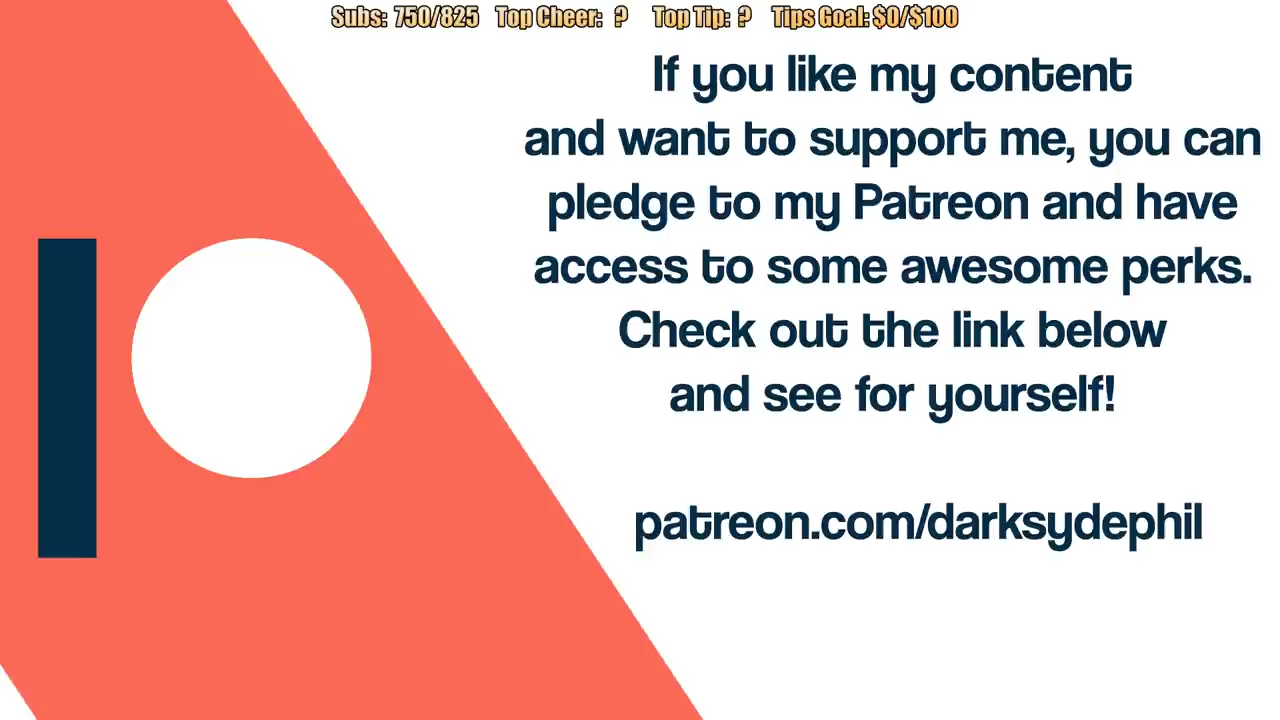 Subs: 750/825 Top Cheer: ? Top Tip: ? Tips Goal: $0/$100
If you like my content
and want to support me, you can
pledge to my Patreon and have
access to some awesome perks.
Check out the link below
and see for yourself!
patreon.com/darksydephil